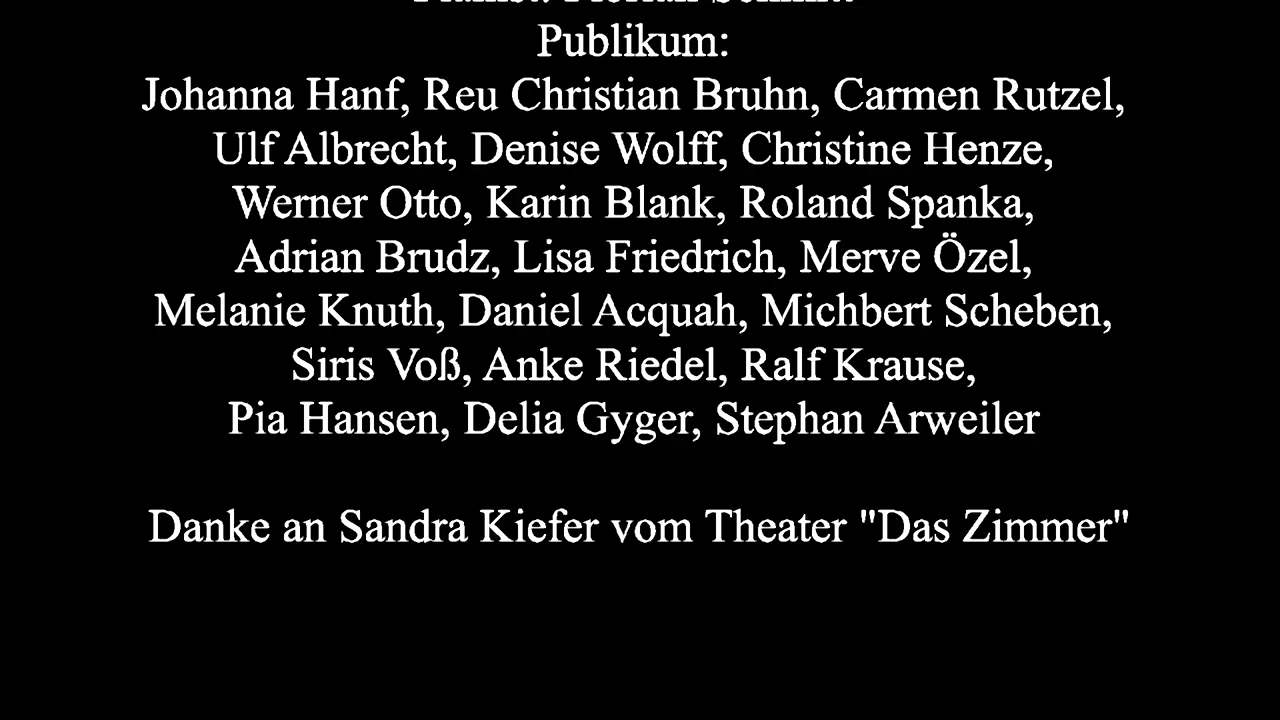 Publikum:
Johanna Hanf, Reu Christian Bruhn, Carmen Rutzel,
Ulf Albrecht, Denise Wolff, Christine Henze,
Werner Otto, Karin Blank, Roland Spanka,
Adrian Brudz, Lisa Friedrich, Merve Özel,
Melanie Knuth, Daniel Acquah, Michbert Scheben,
Siris Voß, Anke Riedel, Ralf Krause,
Pia Hansen, Delia Gyger, Stephan Arweiler
Danke an Sandra Kiefer vom Theater "Das Zimmer"